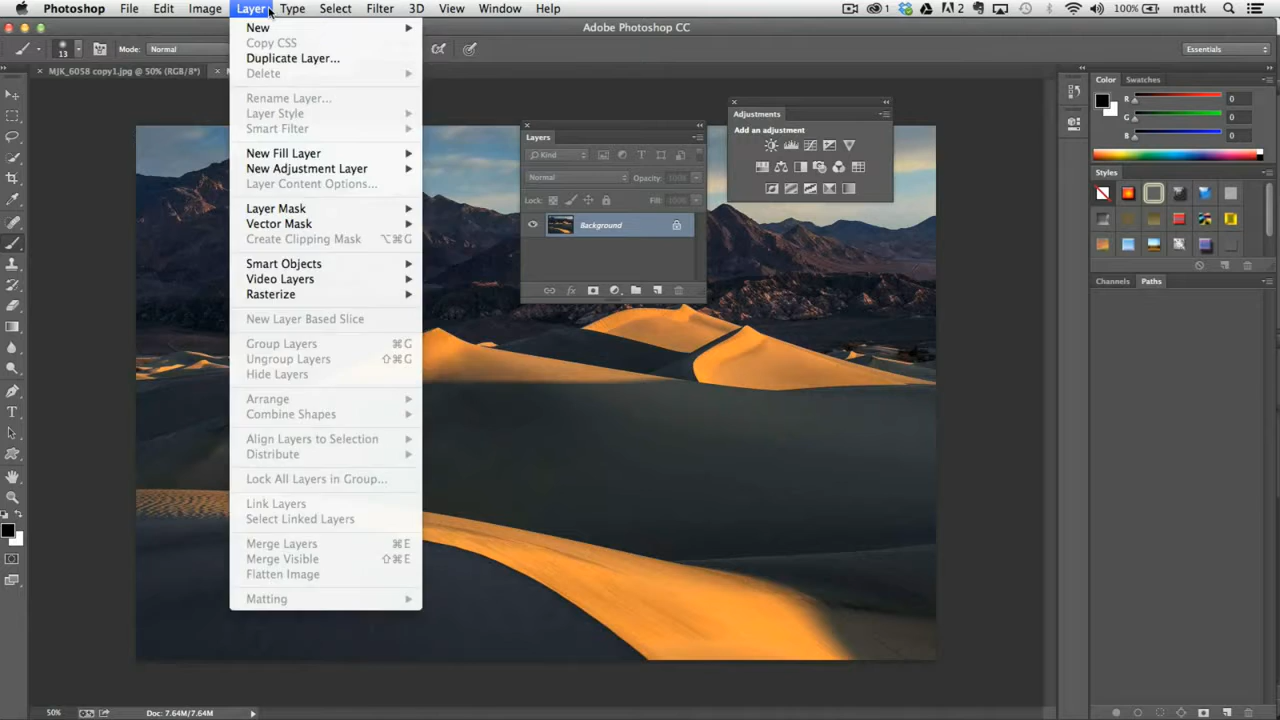 Photoshop File Edit Image Layer Type Select Filter 3D View Window Help 1 2 100% mattk
Adobe Photoshop CC
13 Mode: Normal Essentials
MJK_6058 copy1.jpg @ 50% (RGB/8*)
New
Copy CSS
Duplicate Layer...
Delete
Rename Layer...
Layer Style
Smart Filter
New Fill Layer
New Adjustment Layer
Layer Content Options...
Layer Mask
Vector Mask
Create Clipping Mask ⌥⌘G
Smart Objects
Video Layers
Rasterize
New Layer Based Slice
Group Layers ⌘G
Ungroup Layers ⇧⌘G
Hide Layers
Arrange
Combine Shapes
Align Layers to Selection
Distribute
Lock All Layers in Group...
Link Layers
Select Linked Layers
Merge Layers ⌘E
Merge Visible ⇧⌘E
Flatten Image
Matting
Layers
Kind
Normal Opacity: 100%
Lock: Fill: 100%
Background
Adjustments
Add an adjustment
Color Swatches
R 0
G 0
B 0
Styles
Channels Paths
50% Doc: 7.64M/7.64M